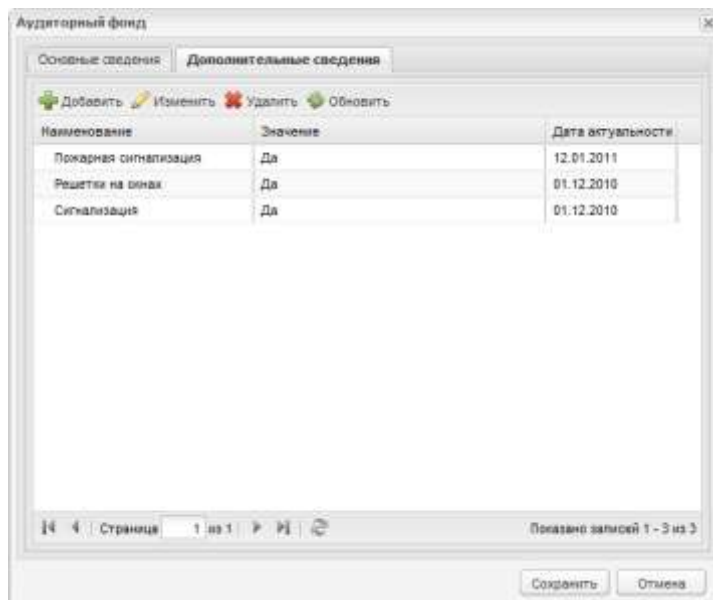 Аудиторный фонд
Основные сведения Дополнительные сведения
Добавить Изменить Удалить Обновить
Наименование Значение Дата актуальности
Пожарная сигнализация Да 12.01.2011
Решетки на окнах Да 01.12.2010
Сигнализация Да 01.12.2010
Страница 1 из 1 Показано записей 1 - 3 из 3
Сохранить Отмена